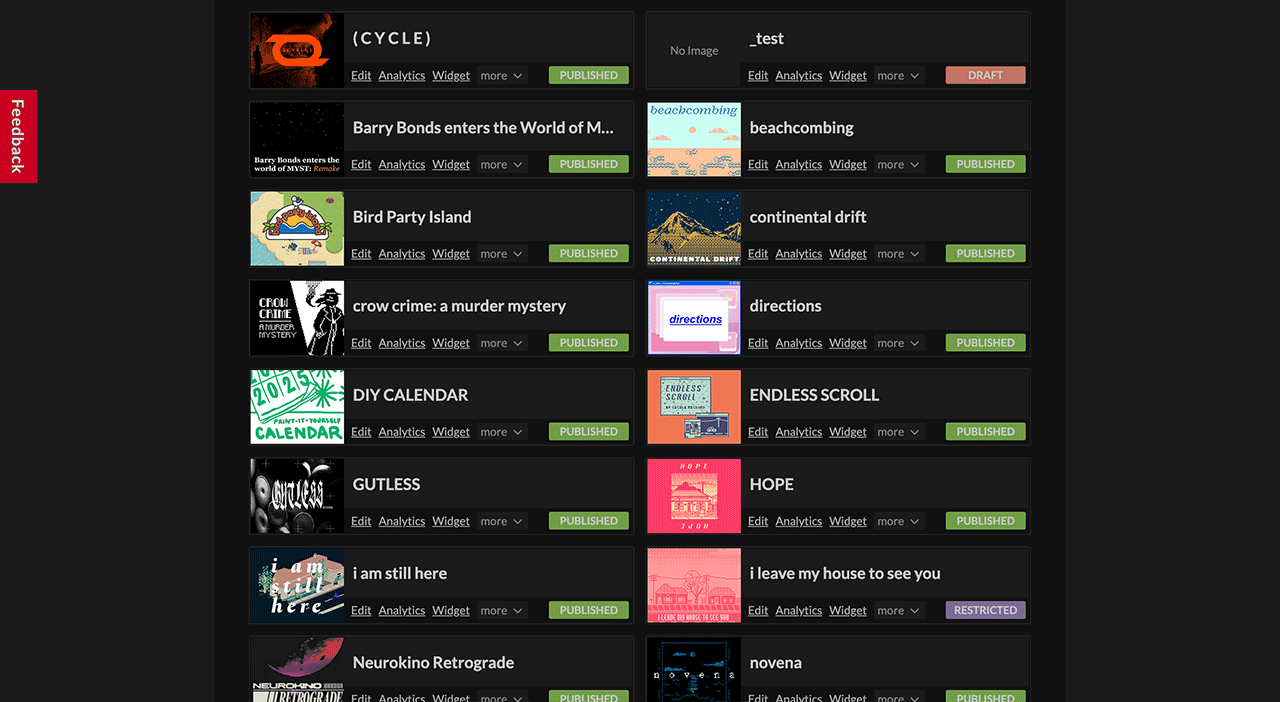 Feedback
(CYCLE)
( C Y C L E )
Edit Analytics Widget more PUBLISHED
No Image
_test
Edit Analytics Widget more DRAFT
Barry Bonds enters the
world of MYST: Remake
Barry Bonds enters the World of M...
Edit Analytics Widget more PUBLISHED
beachcombing
beachcombing
Edit Analytics Widget more PUBLISHED
bird party island
Bird Party Island
Edit Analytics Widget more PUBLISHED
CONTINENTAL DRIFT
continental drift
Edit Analytics Widget more PUBLISHED
CROW
CRIME
A MURDER
MYSTERY
crow crime: a murder mystery
Edit Analytics Widget more PUBLISHED
directions
directions
Edit Analytics Widget more PUBLISHED
2025
PRINT-IT-YOURSELF
CALENDAR
DIY CALENDAR
Edit Analytics Widget more PUBLISHED
ENDLESS
SCROLL
BY CECILE RICHARD
ENDLESS SCROLL
Edit Analytics Widget more PUBLISHED
GUTLESS
GUTLESS
Edit Analytics Widget more PUBLISHED
HOPE
HOPE
HOPE
Edit Analytics Widget more PUBLISHED
i am
still
here
i am still here
Edit Analytics Widget more PUBLISHED
I LEAVE MY HOUSE TO SEE YOU
i leave my house to see you
Edit Analytics Widget more RESTRICTED
NEUROKINO
RETROGRADE
Neurokino Retrograde
Edit Analytics Widget more PUBLISHED
novena
novena
Edit Analytics Widget more PUBLISHED